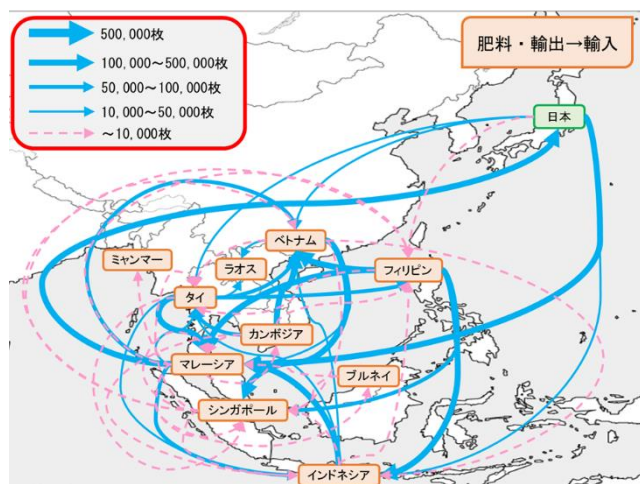 500,000枚
100,000～500,000枚
50,000～100,000枚
10,000～50,000枚
～10,000枚
肥料・輸出→輸入
日本
ベトナム
ミャンマー
ラオス
フィリピン
タイ
カンボジア
マレーシア
ブルネイ
シンガポール
インドネシア